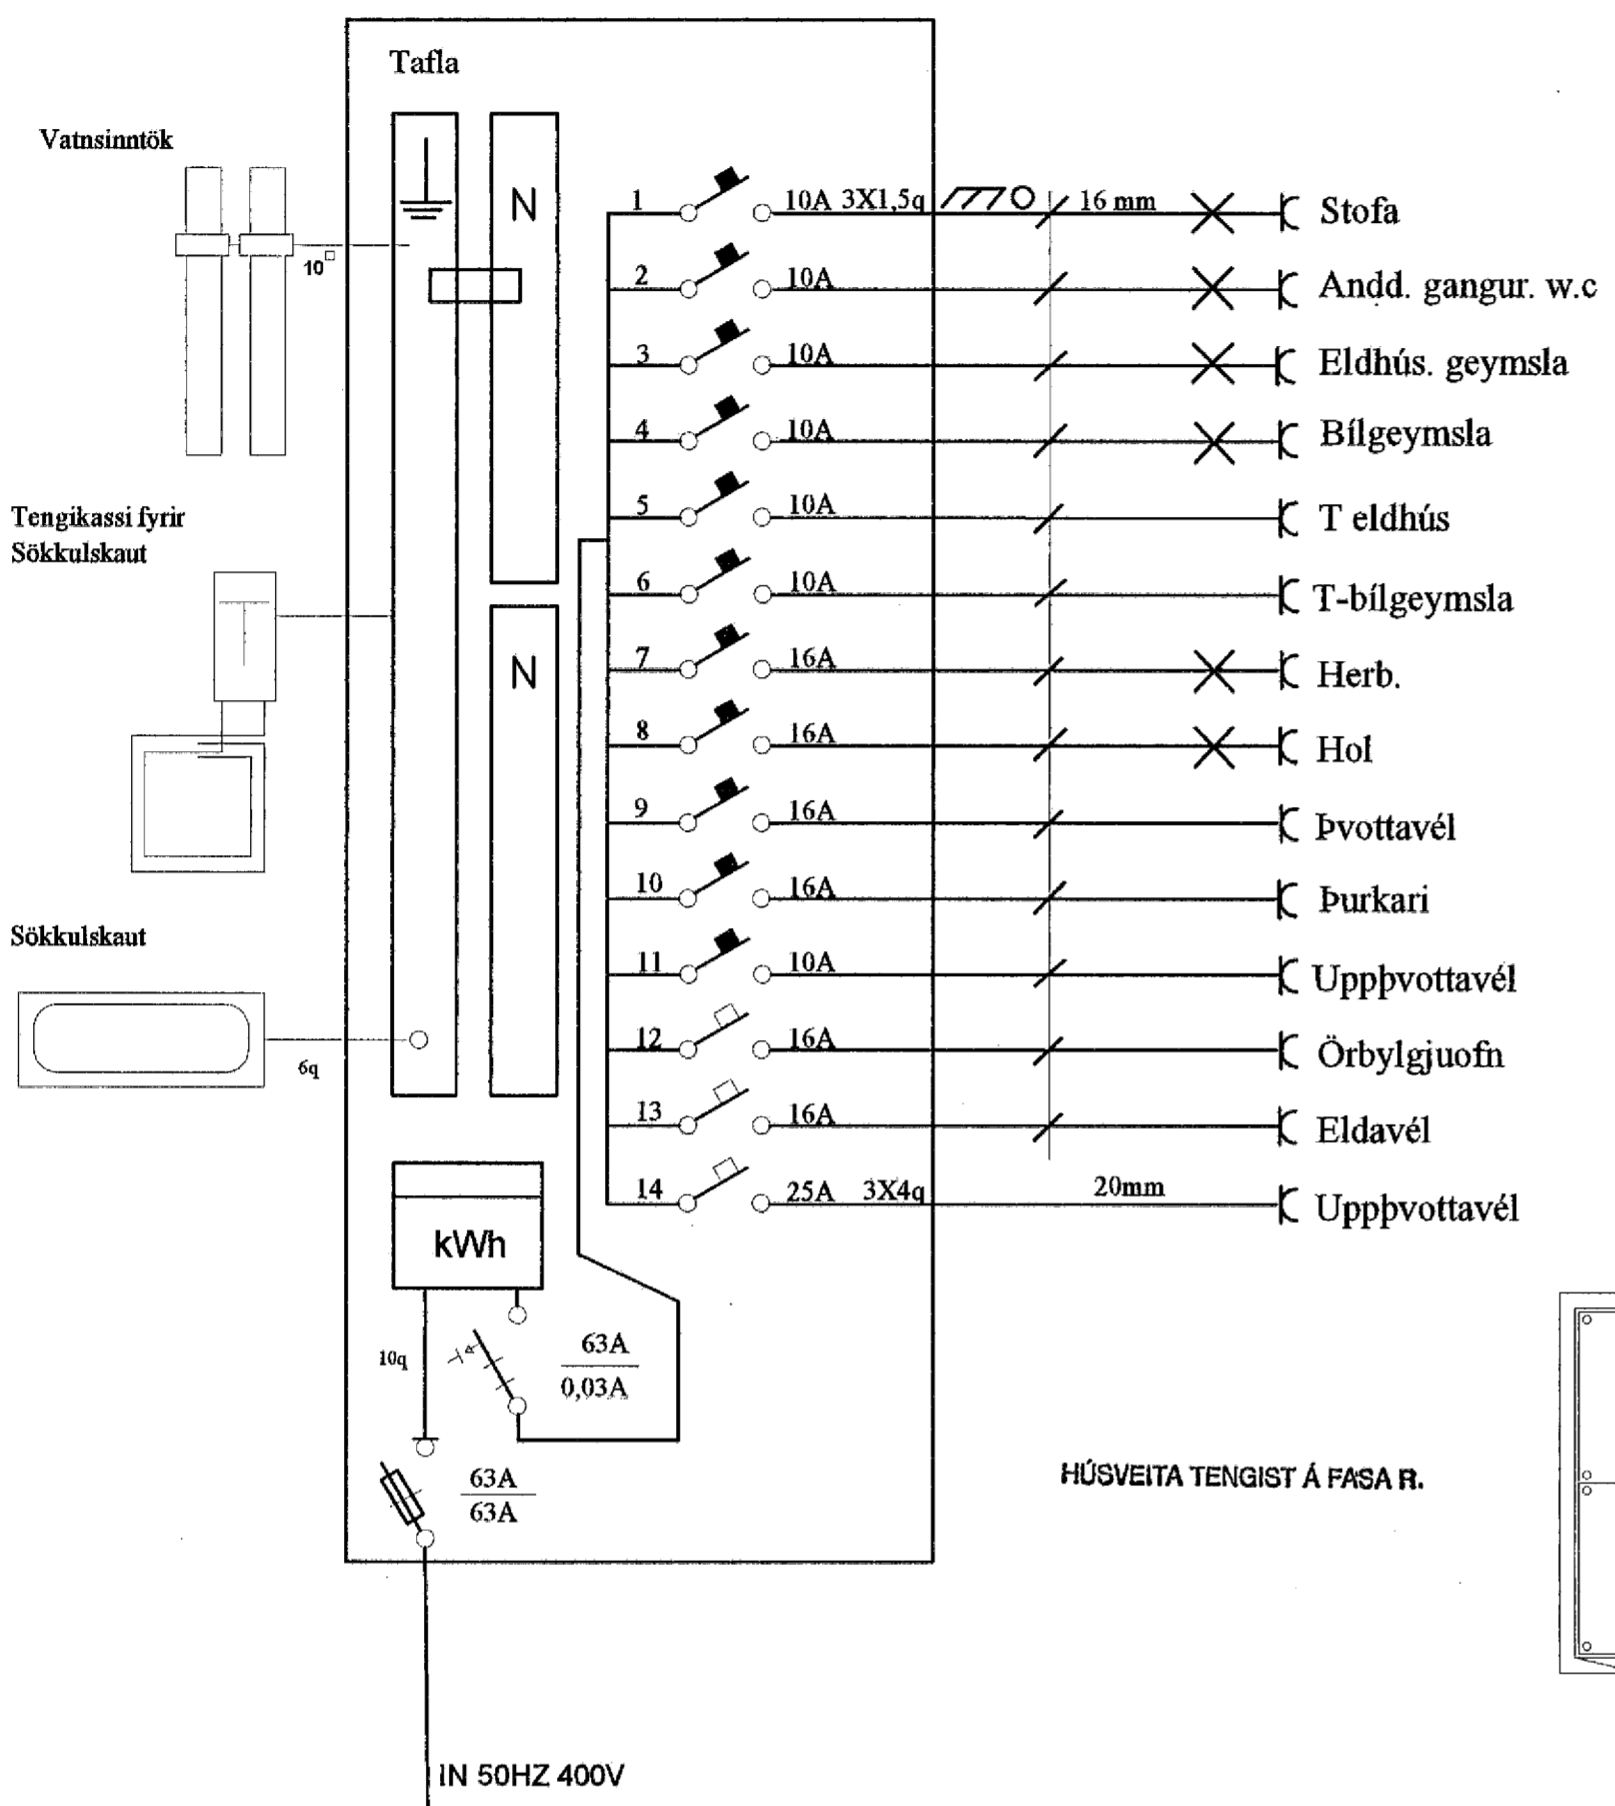 Tafla
Vatnsinntök
10
N
1 10A 3X1,5q 16 mm Stofa
2 10A Andd. gangur. w.c
3 10A Eldhús. geymsla
4 10A Bílgeymsla
Tengikassi fyrir
Sökkulskaut
5 10A T eldhús
6 10A T-bílgeymsla
N
7 16A Herb.
8 16A Hol
9 16A Þvottavél
10 16A Þurkari
Sökkulskaut
6q
11 10A Uppþvottavél
12 16A Örbylgjuofn
13 16A Eldavél
14 25A 3X4q 20mm Uppþvottavél
kWh
10q
63A
0,03A
63A
63A
HÚSVEITA TENGIST Á FASA R.
IN 50HZ 400V